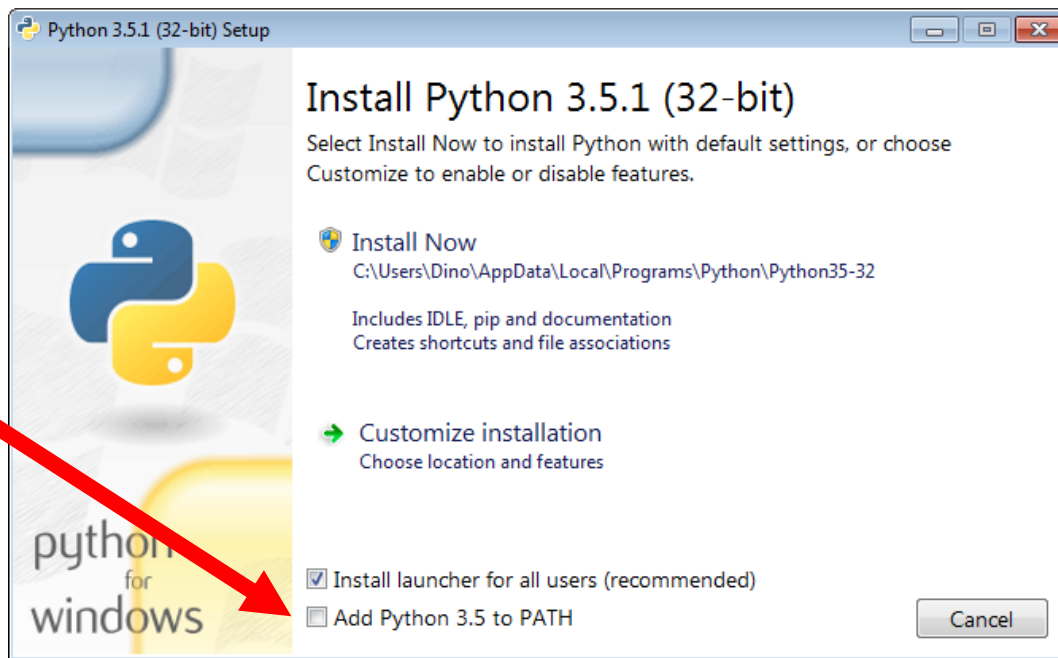 Python 3.5.1 (32-bit) Setup
Install Python 3.5.1 (32-bit)
Select Install Now to install Python with default settings, or choose
Customize to enable or disable features.
Install Now
C:\Users\Dino\AppData\Local\Programs\Python\Python35-32
Includes IDLE, pip and documentation
Creates shortcuts and file associations
Customize installation
Choose location and features
python
for
windows
Install launcher for all users (recommended)
Add Python 3.5 to PATH
Cancel